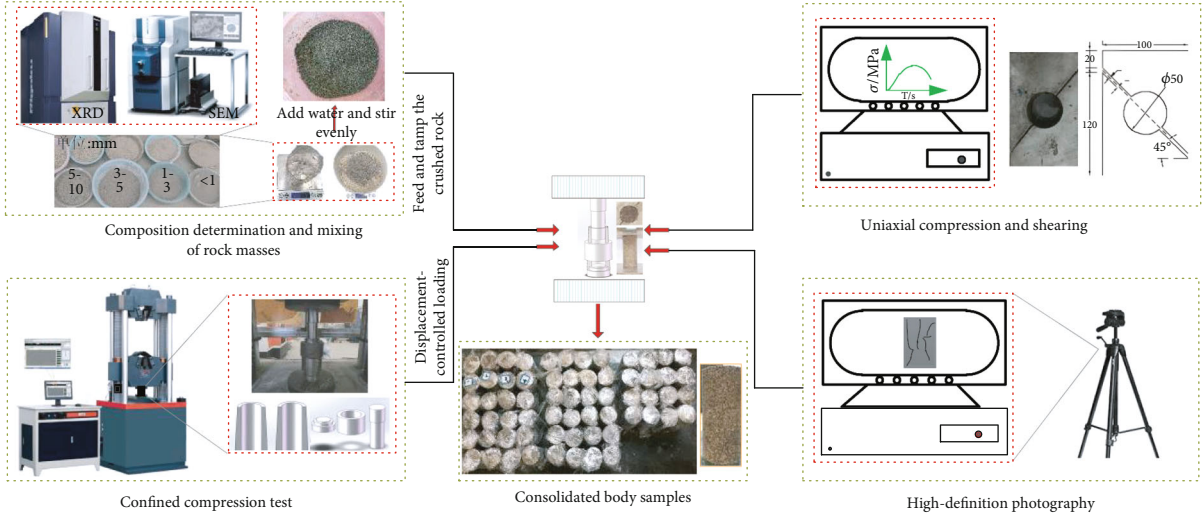 XRD
SEM
Add water and stir
evenly
:mm
5-
10
3-
5
1-
3
<1
Composition determination and mixing
of rock masses
Feed and tamp the
crushed rock
Displacement-
controlled loading
Confined compression test
Consolidated body samples
σ/MPa
T/s
100
20
120
ϕ50
45°
Uniaxial compression and shearing
High-definition photography